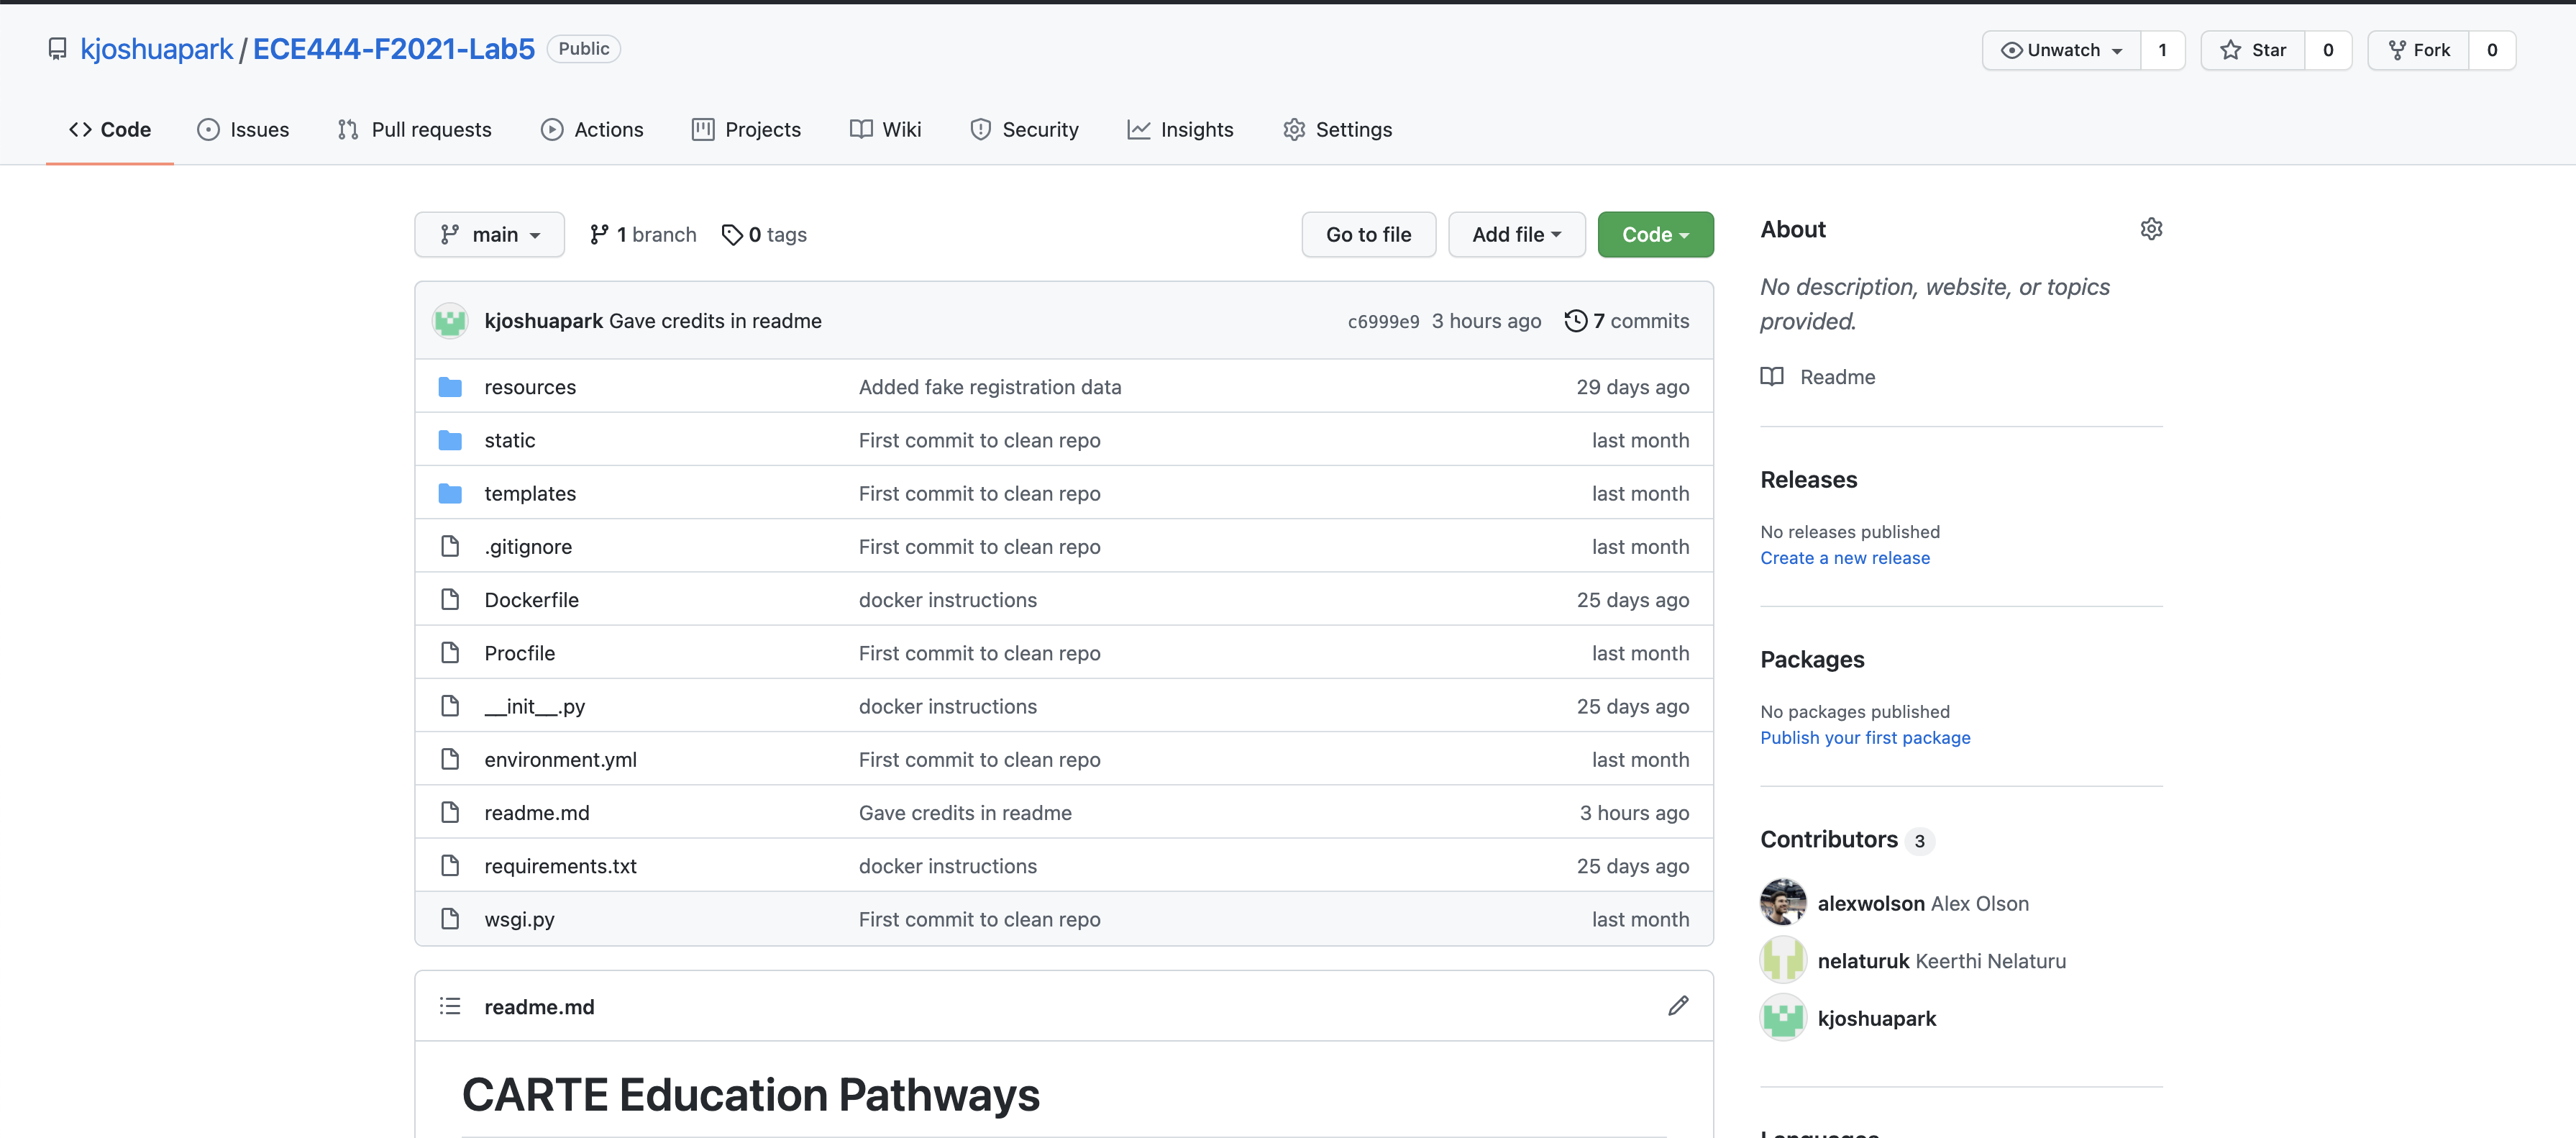 kjoshuapark / ECE444-F2021-Lab5 Public
Unwatch 1 Star 0 Fork 0
Code Issues Pull requests Actions Projects Wiki Security Insights Settings
main 1 branch 0 tags Go to file Add file Code
kjoshuapark Gave credits in readme c6999e9 3 hours ago 7 commits
resources Added fake registration data 29 days ago
static First commit to clean repo last month
templates First commit to clean repo last month
.gitignore First commit to clean repo last month
Dockerfile docker instructions 25 days ago
Procfile First commit to clean repo last month
__init__.py docker instructions 25 days ago
environment.yml First commit to clean repo last month
readme.md Gave credits in readme 3 hours ago
requirements.txt docker instructions 25 days ago
wsgi.py First commit to clean repo last month
readme.md
CARTE Education Pathways
About
No description, website, or topics
provided.
Readme
Releases
No releases published
Create a new release
Packages
No packages published
Publish your first package
Contributors 3
alexwolson Alex Olson
nelaturuk Keerthi Nelaturu
kjoshuapark